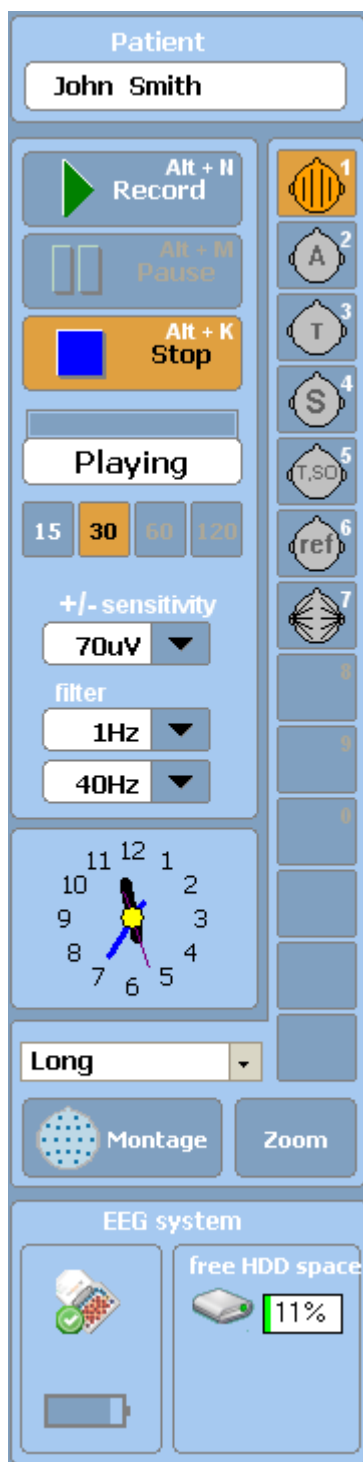 Patient
John Smith
Alt + N
Record
Alt + M
Pause
Alt + K
Stop
Playing
15 30 60 120
+/- sensitivity
70uV
filter
1Hz
40Hz
1
2
A
3
T
4
S
5
T,SO
6
ref
7
8
9
0
12
11 1
10 2
9 3
8 4
7 5
6
Long
Montage Zoom
EEG system
free HDD space
11%